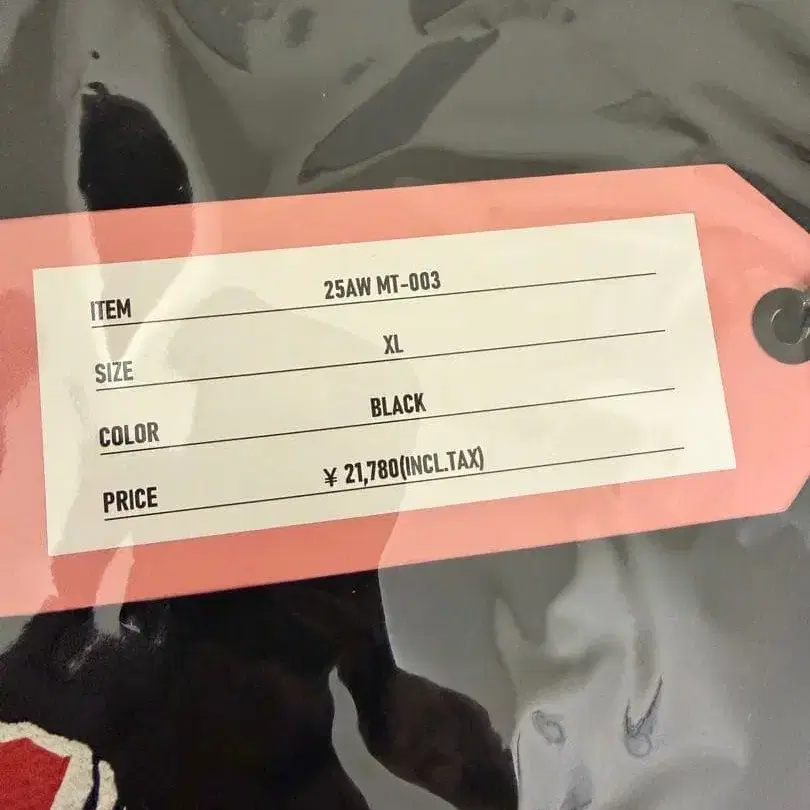 ITEM 25AW MT-003
SIZE XL
COLOR BLACK
PRICE ¥ 21,780(INCL.TAX)